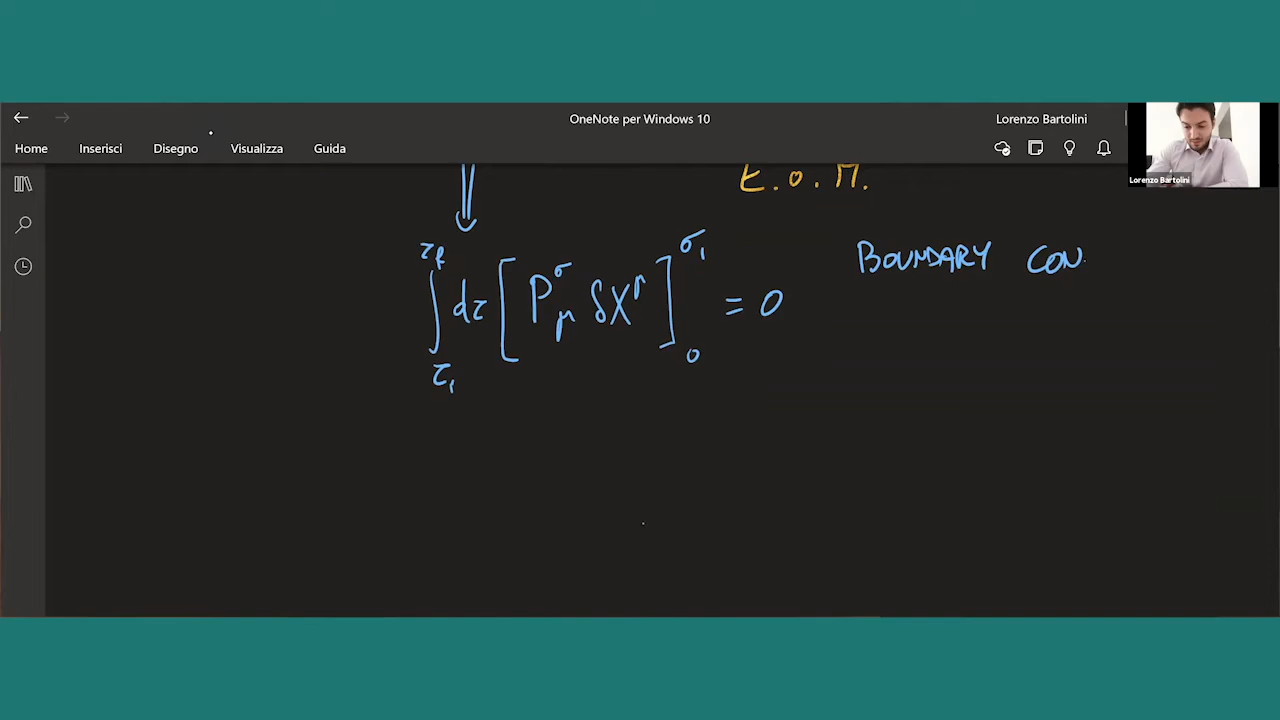 OneNote per Windows 10
Lorenzo Bartolini
Home Inserisci Disegno Visualizza Guida
Lorenzo Bartolini
E.O.M.
∫_{τ_1}^{τ_f} dτ [ P^σ_μ δX^μ ]_0^{σ_1} = 0
BOUNDARY CON